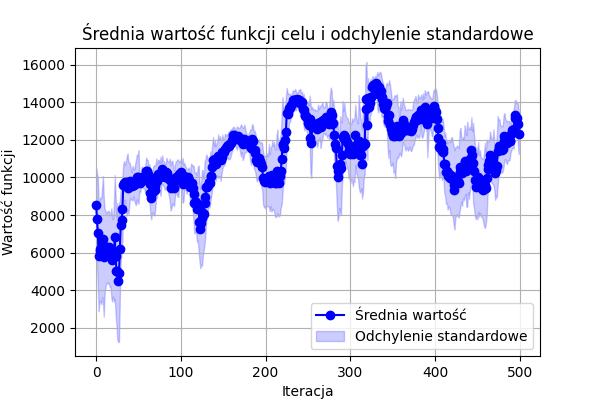 Średnia wartość funkcji celu i odchylenie standardowe
Wartość funkcji
16000
14000
12000
10000
8000
6000
4000
2000
0
100
200
300
400
500
Iteracja
Średnia wartość
Odchylenie standardowe